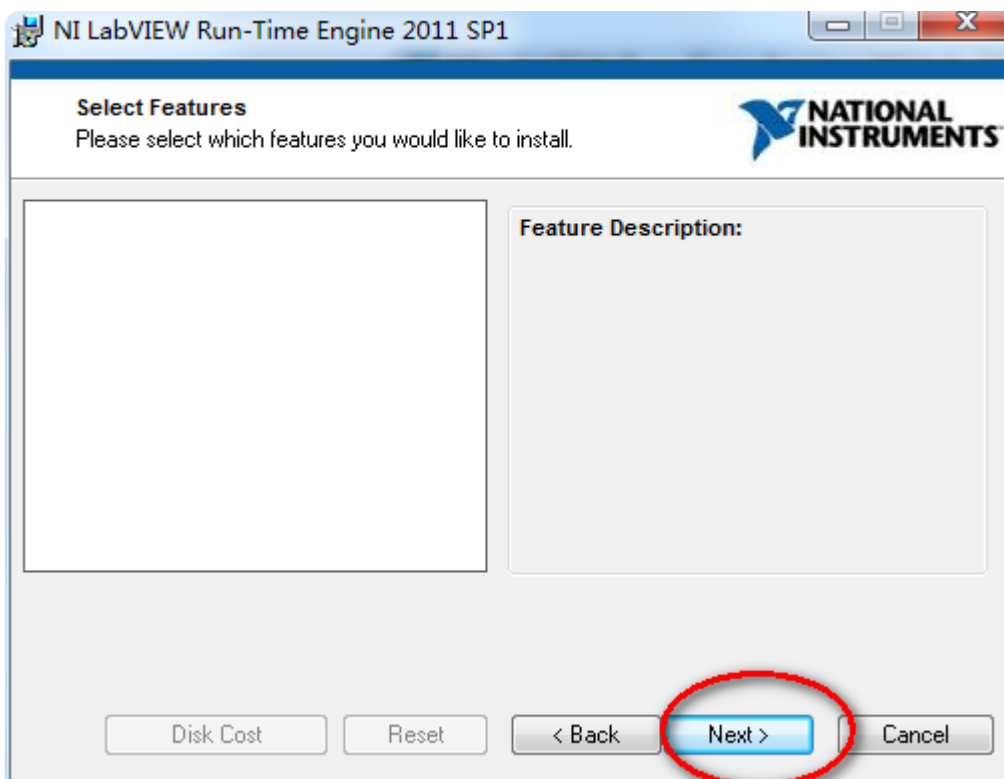 NI LabVIEW Run-Time Engine 2011 SP1
Select Features
Please select which features you would like to install.
NATIONAL
INSTRUMENTS
Feature Description:
Disk Cost
Reset
< Back
Next >
Cancel